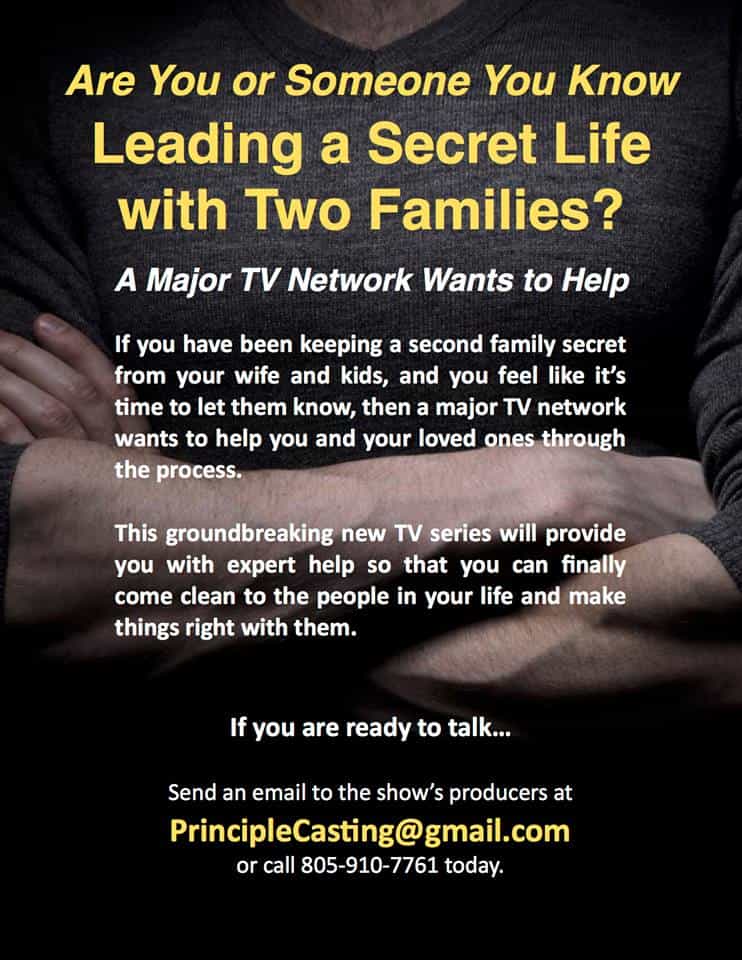 Are You or Someone You Know
Leading a Secret Life
with Two Families?
A Major TV Network Wants to Help
If you have been keeping a second family secret
from your wife and kids, and you feel like it’s
time to let them know, then a major TV network
wants to help you and your loved ones through
the process.
This groundbreaking new TV series will provide
you with expert help so that you can finally
come clean to the people in your life and make
things right with them.
If you are ready to talk...
Send an email to the show’s producers at
PrincipleCasting@gmail.com
or call 805-910-7761 today.